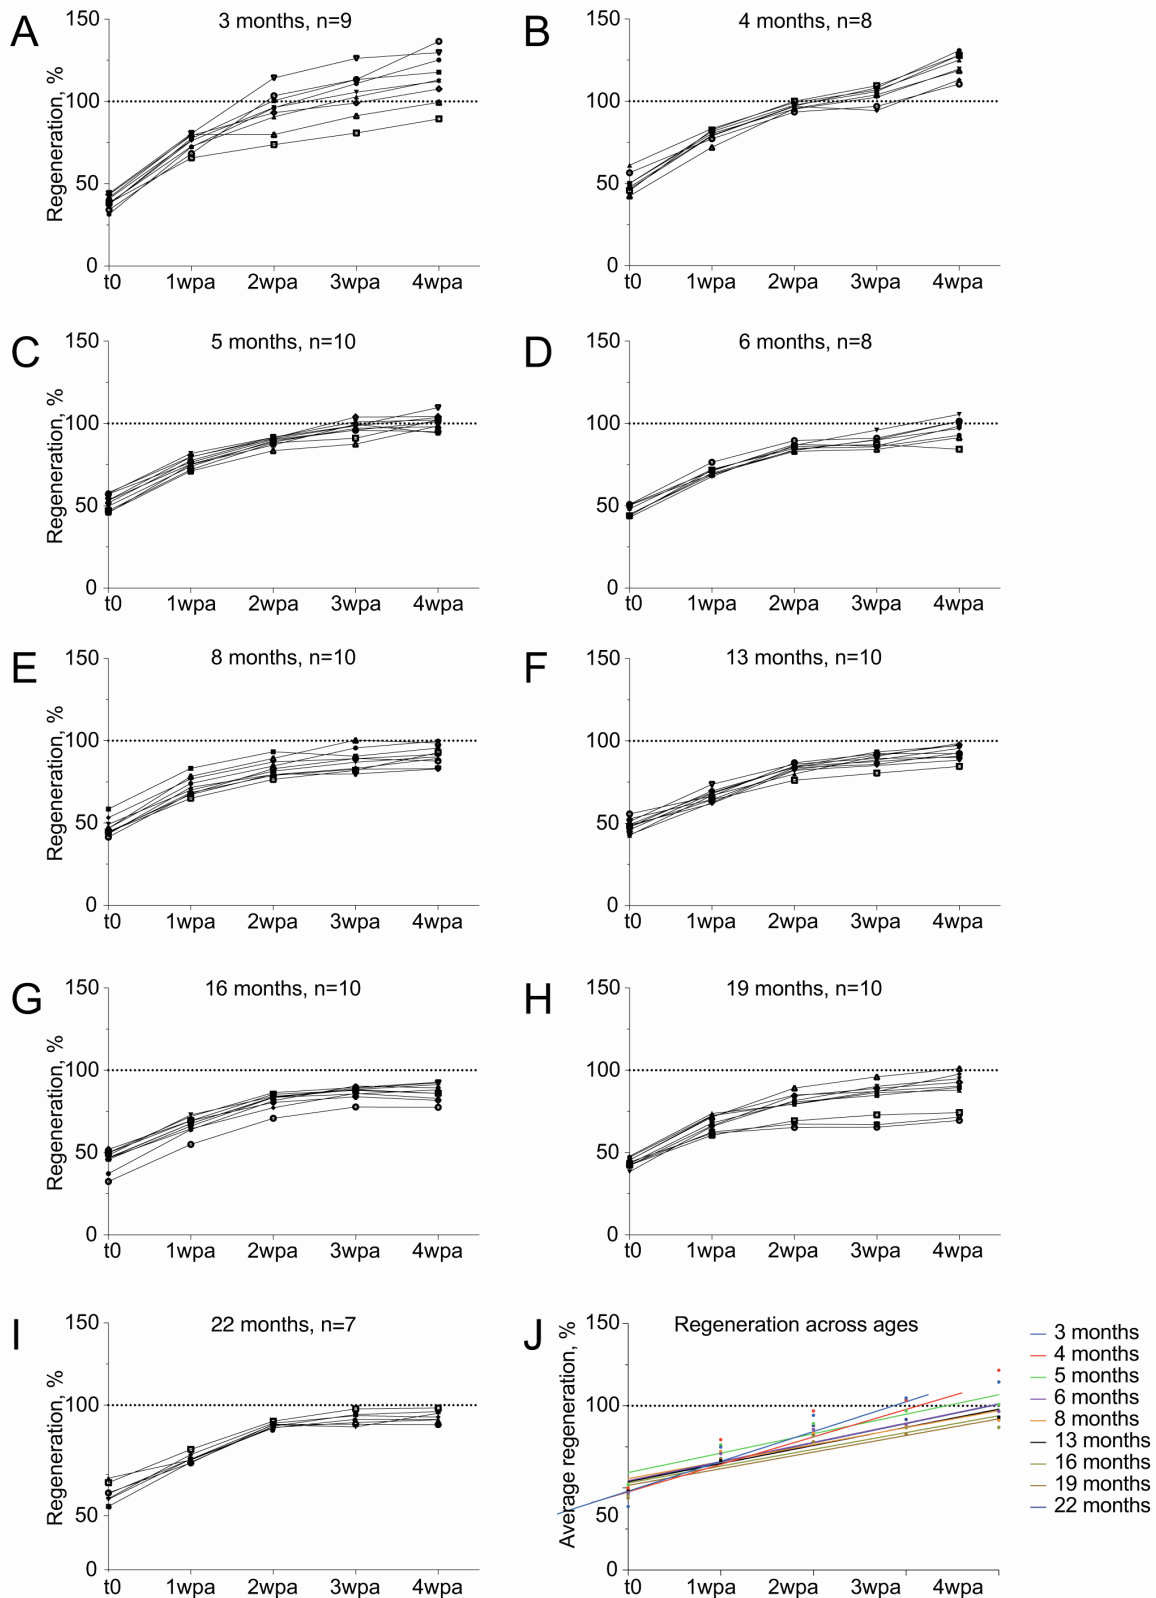 A
3 months, n=9
Regeneration, %
150
100
50
0
t0 1wpa 2wpa 3wpa 4wpa
B
4 months, n=8
150
100
50
0
t0 1wpa 2wpa 3wpa 4wpa
C
5 months, n=10
Regeneration, %
150
100
50
0
t0 1wpa 2wpa 3wpa 4wpa
D
6 months, n=8
150
100
50
0
t0 1wpa 2wpa 3wpa 4wpa
E
8 months, n=10
Regeneration, %
150
100
50
0
t0 1wpa 2wpa 3wpa 4wpa
F
13 months, n=10
150
100
50
0
t0 1wpa 2wpa 3wpa 4wpa
G
16 months, n=10
Regeneration, %
150
100
50
0
t0 1wpa 2wpa 3wpa 4wpa
H
19 months, n=10
150
100
50
0
t0 1wpa 2wpa 3wpa 4wpa
I
22 months, n=7
Regeneration, %
150
100
50
0
t0 1wpa 2wpa 3wpa 4wpa
J
Regeneration across ages
Average regeneration, %
150
100
50
0
t0 1wpa 2wpa 3wpa 4wpa
3 months
4 months
5 months
6 months
8 months
13 months
16 months
19 months
22 months